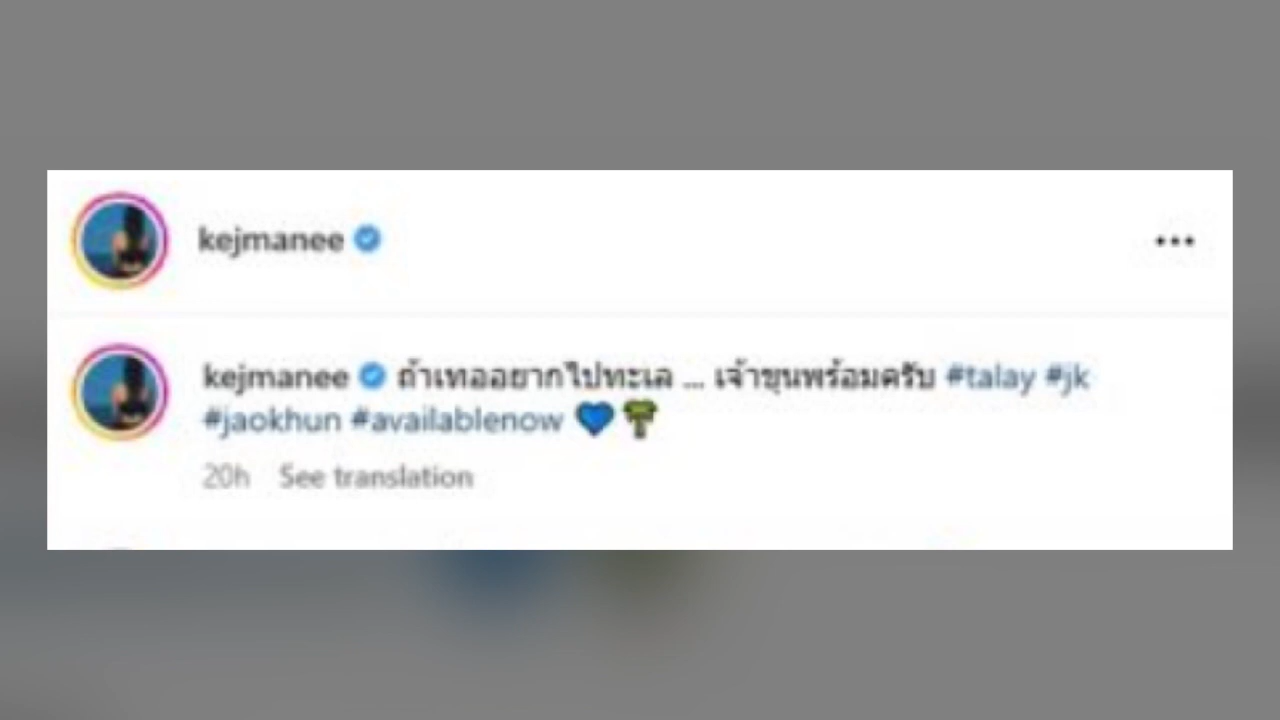 kejmanee
kejmanee ถ้าเทออยากไปทะเล ... เจ้าขุนพร้อมครับ #talay #jk
#jaokhun #availablenow 💙🌴
20h See translation